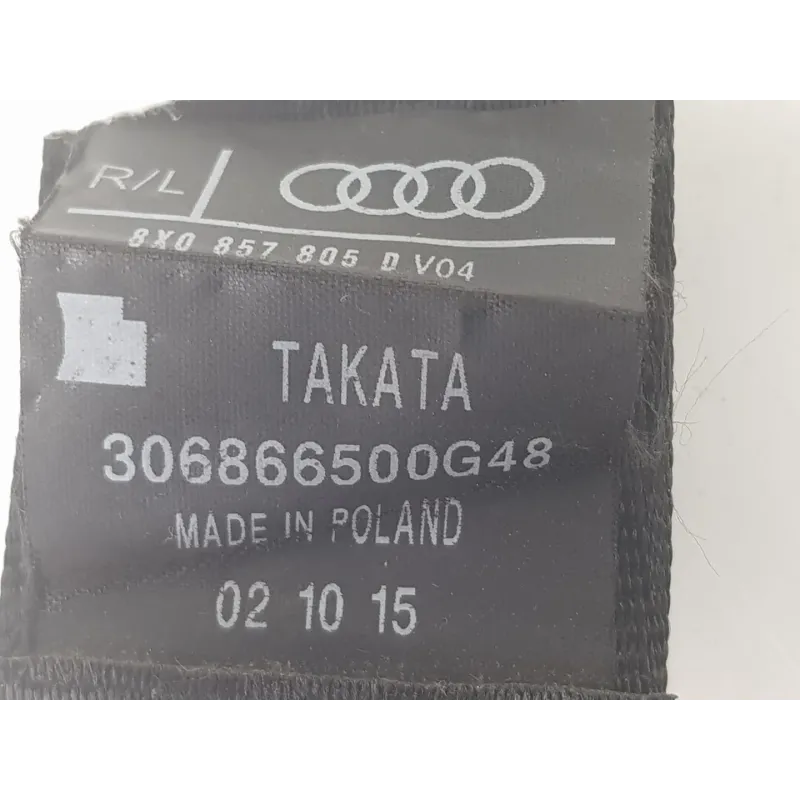 R/L
8X0 857 805 D V04
TAKATA
306866500G48
MADE IN POLAND
02 10 15